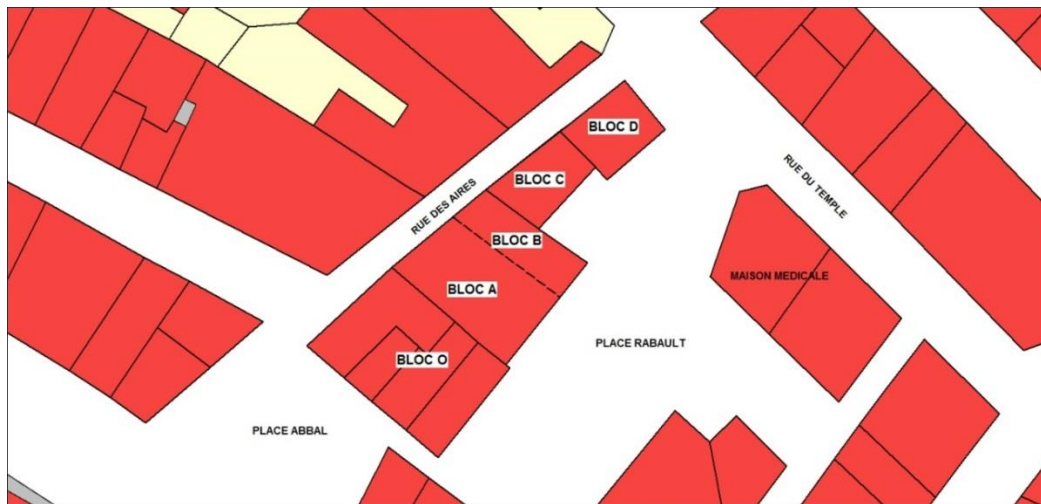 BLOC D
BLOC C
RUE DES AIRES
RUE DU TEMPLE
BLOC B
MAISON MEDICALE
BLOC A
PLACE RABAULT
BLOC O
PLACE ABBAL